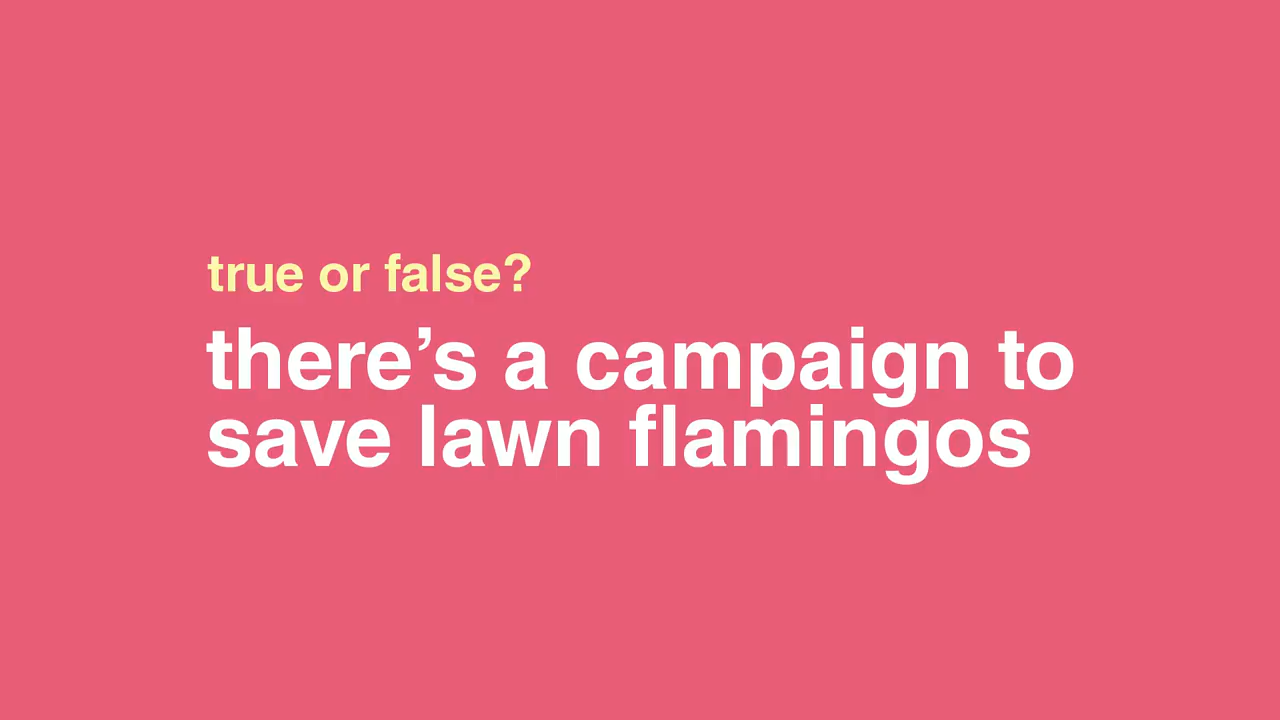 true or false?
there’s a campaign to
save lawn flamingos